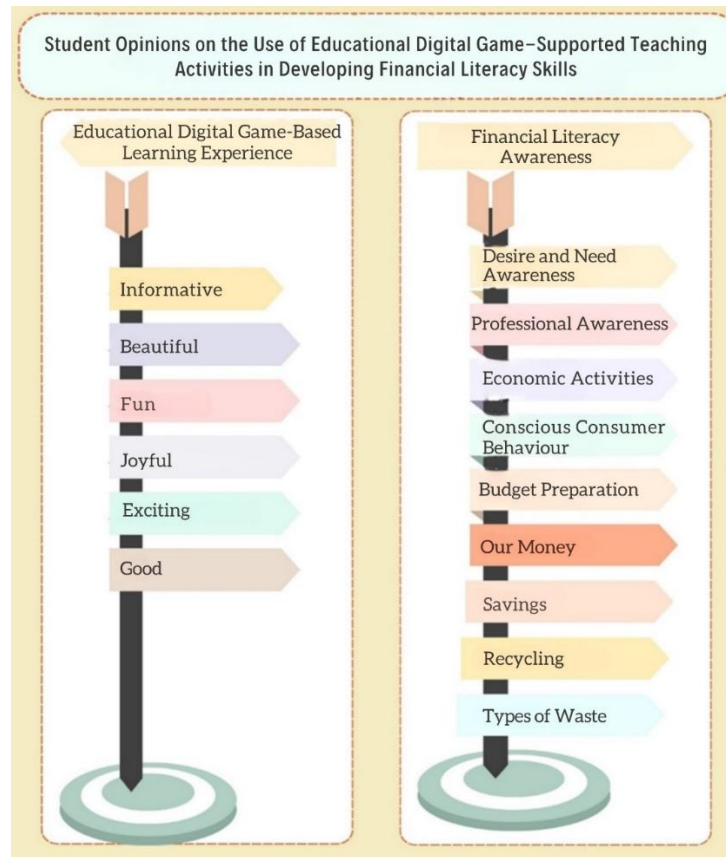 Student Opinions on the Use of Educational Digital Game–Supported Teaching
Activities in Developing Financial Literacy Skills
Educational Digital Game-Based
Learning Experience
Informative
Beautiful
Fun
Joyful
Exciting
Good
Financial Literacy
Awareness
Desire and Need
Awareness
Professional Awareness
Economic Activities
Conscious Consumer
Behaviour
Budget Preparation
Our Money
Savings
Recycling
Types of Waste